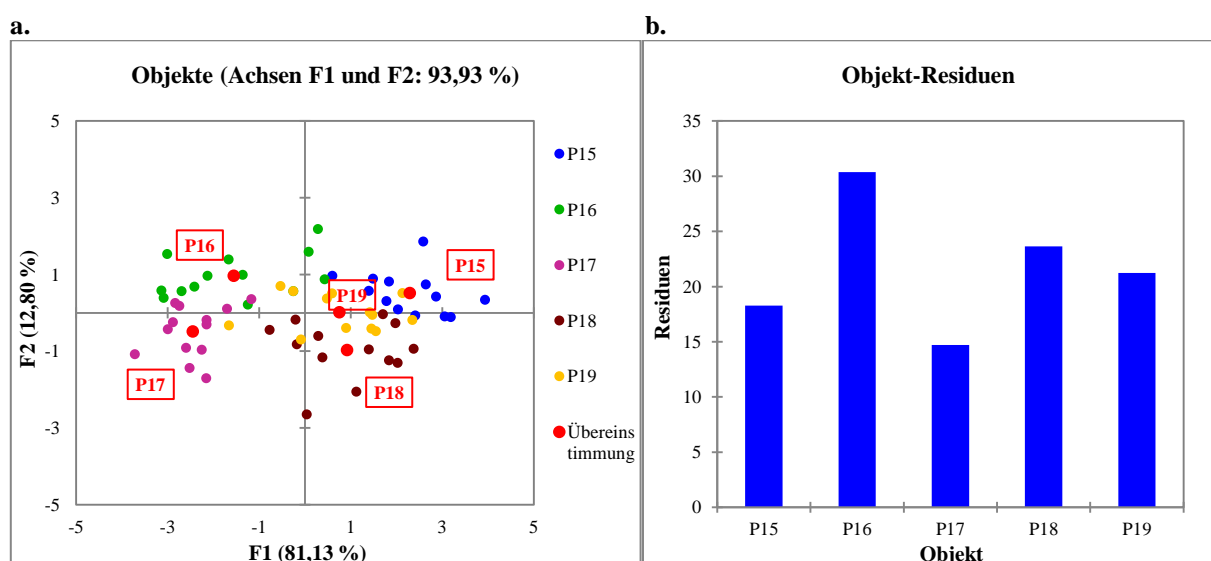 a.
Objekte (Achsen F1 und F2: 93,93 %)
5
3
1
-1
-3
-5
-5
-3
-1
1
3
5
F2 (12,80 %)
F1 (81,13 %)
P16
P15
P19
P17
P18
P15
P16
P17
P18
P19
Übereins
timmung
b.
Objekt-Residuen
35
30
25
20
15
10
5
0
Residuen
P15
P16
P17
P18
P19
Objekt